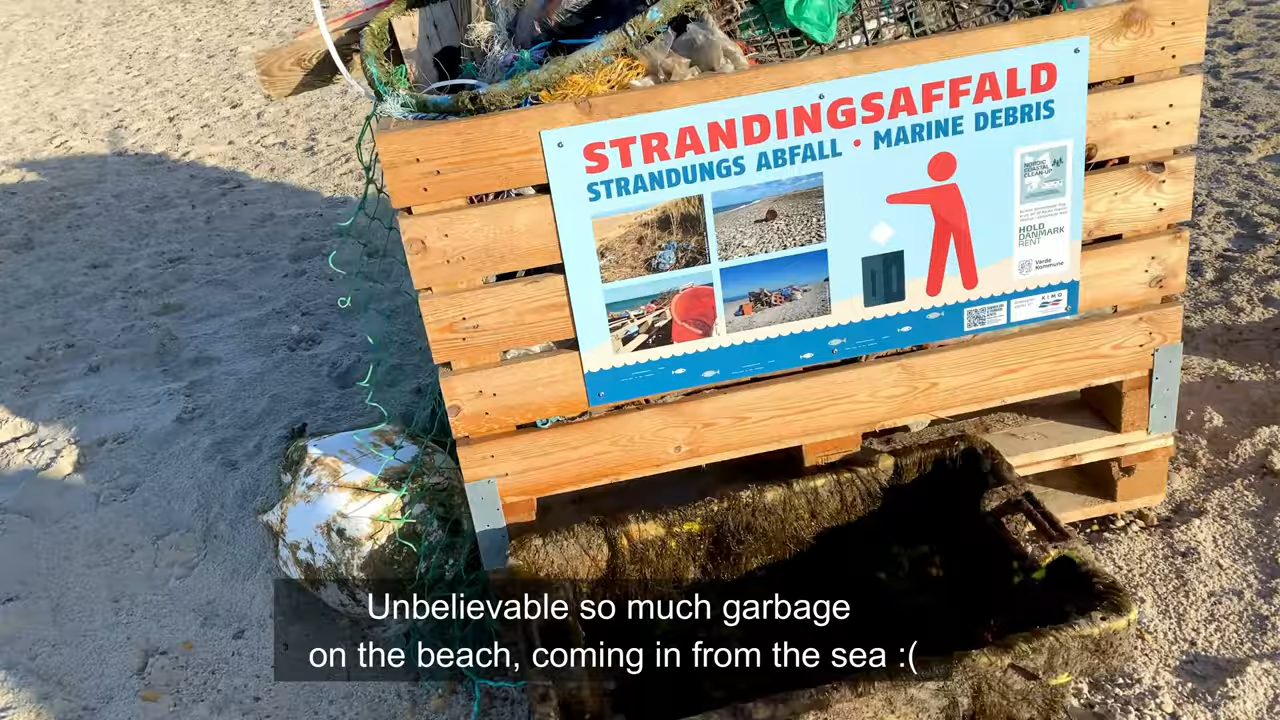 STRANDINGSAFFALD
STRANDUNGS ABFALL • MARINE DEBRIS
NORDIC
COASTAL
CLEAN-UP
HOLD
DANMARK
RENT
Varde
Kommune
KIMO
Unbelievable so much garbage
on the beach, coming in from the sea :(